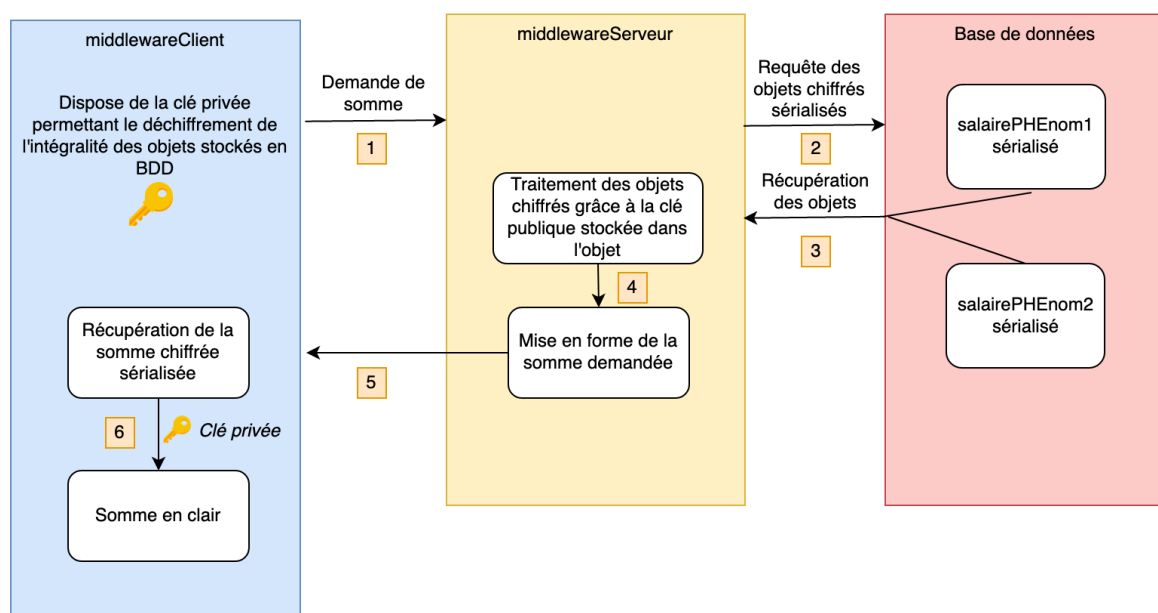 middlewareClient
Dispose de la clé privée
permettant le déchiffrement de
l'intégralité des objets stockés en
BDD
Demande de
somme
1
middlewareServeur
Requête des
objets chiffrés
sérialisés
2
Base de données
salairePHEnom1
sérialisé
Récupération
des objets
3
Traitement des objets
chiffrés grâce à la clé
publique stockée dans
l'objet
4
salairePHEnom2
sérialisé
Mise en forme de la
somme demandée
5
Récupération de la
somme chiffrée
sérialisée
6
Clé privée
Somme en clair